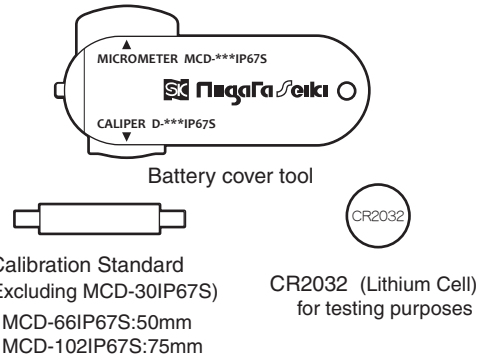 MICROMETER MCD-***IP67S
SK Niigata Seiki
CALIPER D-***IP67S
Battery cover tool
CR2032
Calibration Standard
Excluding MCD-30IP67S)
MCD-66IP67S:50mm
MCD-102IP67S:75mm
CR2032 (Lithium Cell)
for testing purposes